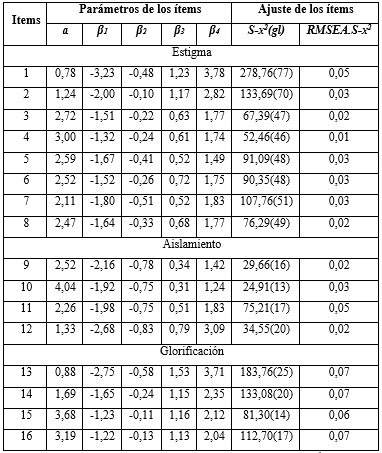 Items Parámetros de los ítems Ajuste de los ítems
a β1 β2 β3 β4 S-x²(gl) RMSEA.S-x²
Estigma
1 0,78 -3,23 -0,48 1,23 3,78 278,76(77) 0,05
2 1,24 -2,00 -0,10 1,17 2,82 133,69(70) 0,03
3 2,72 -1,51 -0,22 0,63 1,77 67,39(47) 0,02
4 3,00 -1,32 -0,24 0,61 1,74 52,46(46) 0,01
5 2,59 -1,67 -0,41 0,52 1,49 91,09(48) 0,03
6 2,52 -1,52 -0,26 0,72 1,75 90,35(48) 0,03
7 2,11 -1,80 -0,51 0,52 1,83 107,76(51) 0,03
8 2,47 -1,64 -0,33 0,68 1,77 76,29(49) 0,02
Aislamiento
9 2,52 -2,16 -0,78 0,34 1,42 29,66(16) 0,02
10 4,04 -1,92 -0,75 0,31 1,24 24,91(13) 0,03
11 2,26 -1,98 -0,75 0,51 1,83 75,21(17) 0,05
12 1,33 -2,68 -0,83 0,79 3,09 34,55(20) 0,02
Glorificación
13 0,88 -2,75 -0,58 1,53 3,71 183,76(25) 0,07
14 1,69 -1,65 -0,24 1,15 2,35 133,08(20) 0,07
15 3,68 -1,23 -0,11 1,16 2,12 81,30(14) 0,06
16 3,19 -1,22 -0,13 1,13 2,04 112,70(17) 0,07